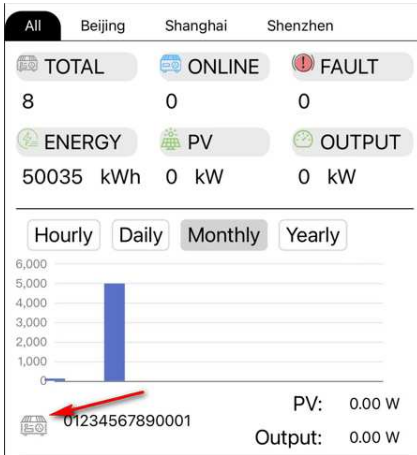 All Beijing Shanghai Shenzhen
TOTAL ONLINE FAULT
8 0 0
ENERGY PV OUTPUT
50035 kWh 0 kW 0 kW
Hourly Daily Monthly Yearly
6,000
5,000
4,000
3,000
2,000
1,000
0
01234567890001 PV: 0.00 W
Output: 0.00 W